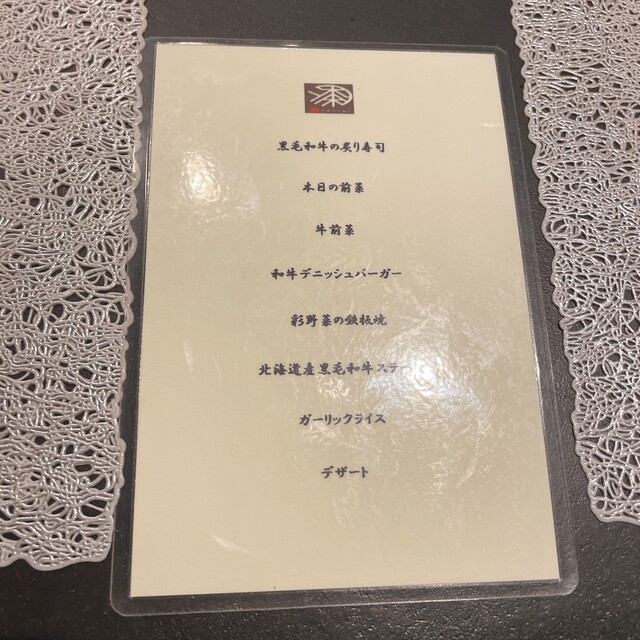 黒毛和牛の炙り寿司
本日の前菜
牛前菜
和牛デニッシュバーガー
彩野菜の鉄板焼
北海道産黒毛和牛ステ
ガーリックライス
デザート